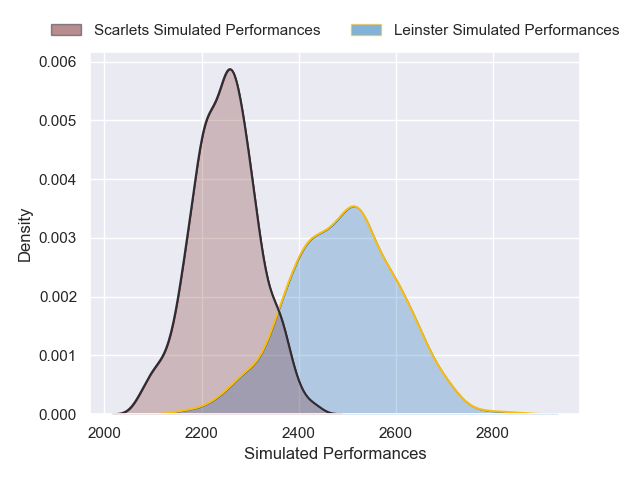 Scarlets Simulated Performances Leinster Simulated Performances
0.006
0.005
0.004
0.003
0.002
0.001
0.000
Density
2000 2200 2400 2600 2800
Simulated Performances